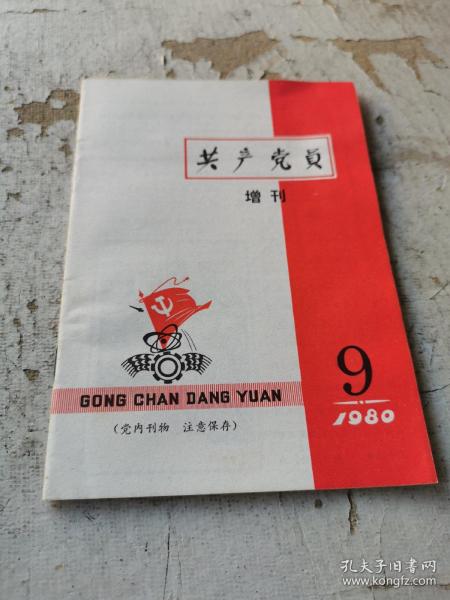 共产党员
增刊
GONG CHAN DANG YUAN
(党内刊物 注意保存)
9
1980
孔夫子旧书网
www.kongfz.com